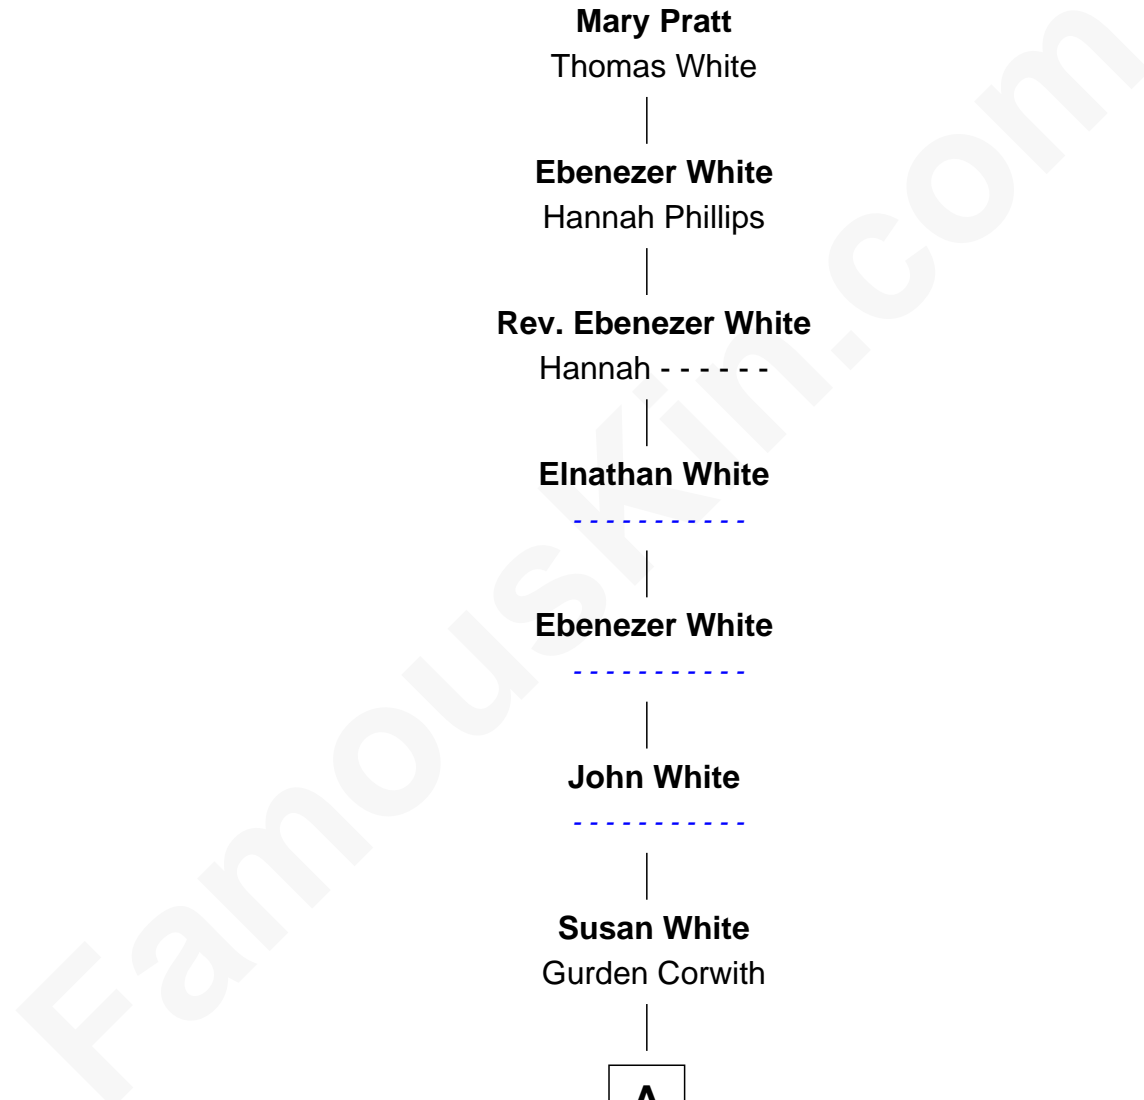 Mary Pratt
Thomas White
Ebenezer White
Hannah Phillips
Rev. Ebenezer White
Hannah - - - - - -
Elnathan White
- - - - - - - - - - -
Ebenezer White
- - - - - - - - - - -
John White
- - - - - - - - - - -
Susan White
Gurden Corwith
A
FamousKin.com